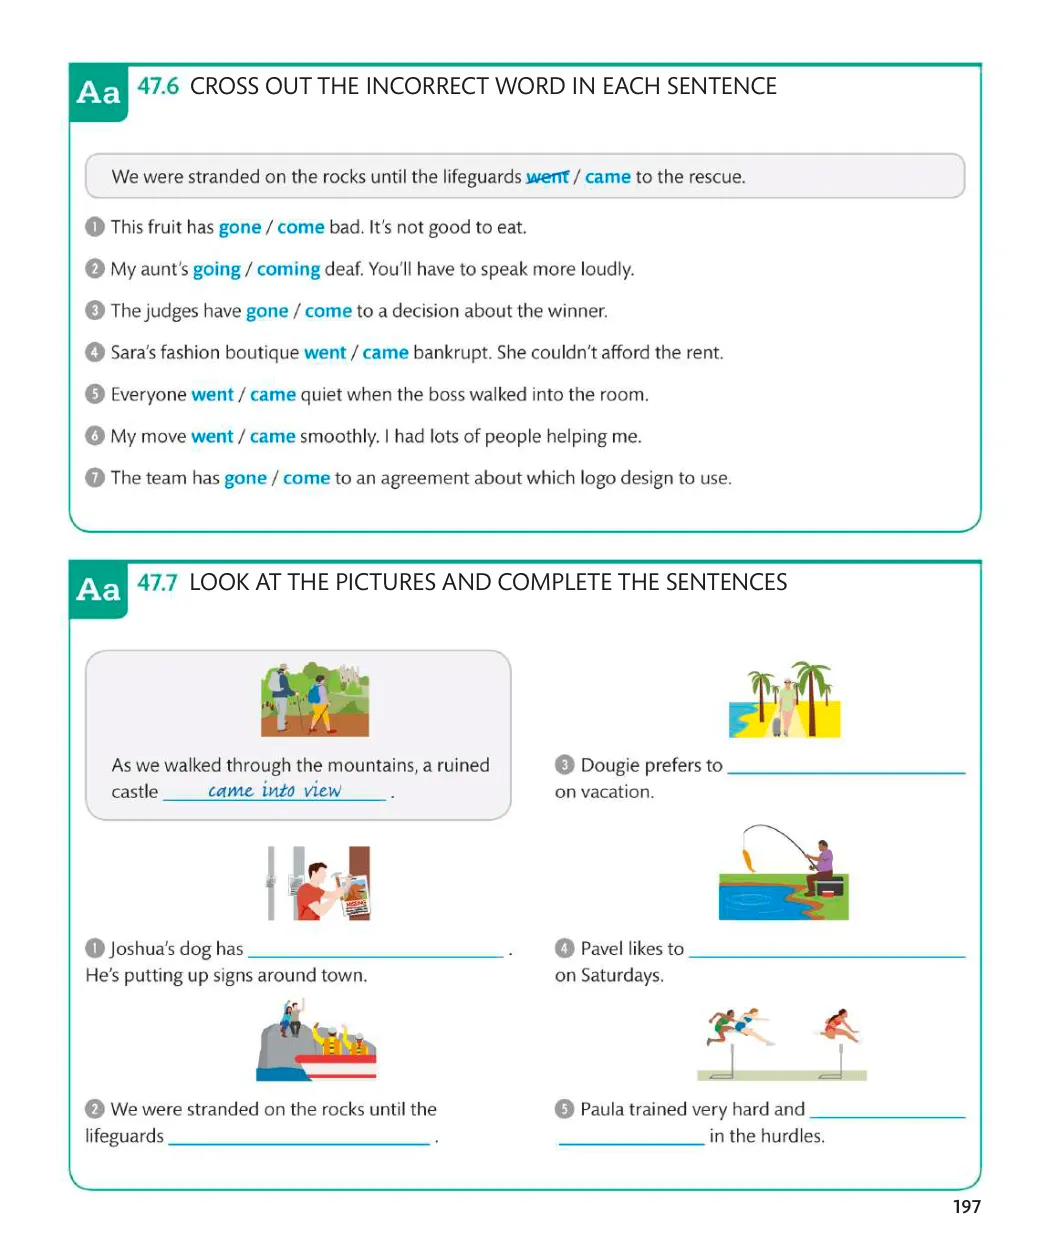 Aa 47.6 CROSS OUT THE INCORRECT WORD IN EACH SENTENCE
We were stranded on the rocks until the lifeguards went / came to the rescue.
1 This fruit has gone / come bad. It's not good to eat.
2 My aunt's going / coming deaf. You'll have to speak more loudly.
3 The judges have gone / come to a decision about the winner.
4 Sara's fashion boutique went / came bankrupt. She couldn't afford the rent.
5 Everyone went / came quiet when the boss walked into the room.
6 My move went / came smoothly. I had lots of people helping me.
7 The team has gone / come to an agreement about which logo design to use.
Aa 47.7 LOOK AT THE PICTURES AND COMPLETE THE SENTENCES
As we walked through the mountains, a ruined
castle came into view .
MISSING
1 Joshua's dog has .
He's putting up signs around town.
2 We were stranded on the rocks until the
lifeguards .
3 Dougie prefers to
on vacation.
4 Pavel likes to
on Saturdays.
5 Paula trained very hard and
in the hurdles.
197